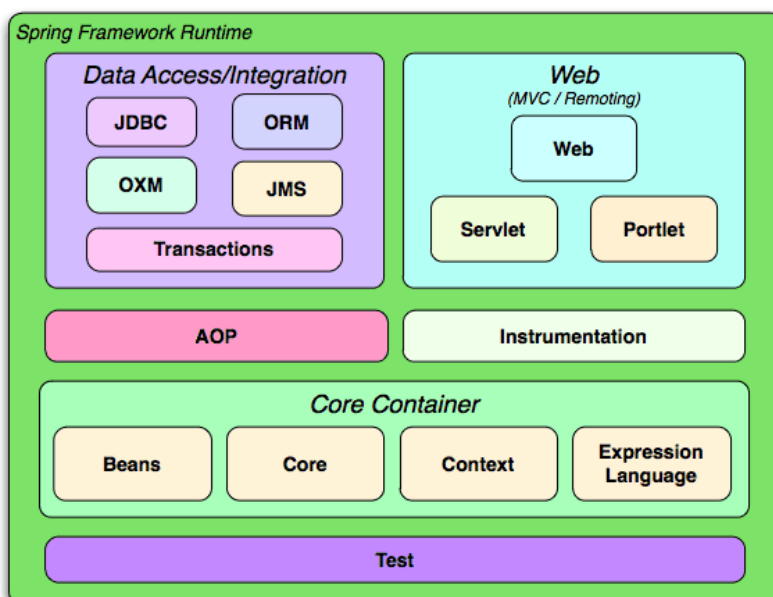 Spring Framework Runtime
Data Access/Integration
JDBC
ORM
OXM
JMS
Transactions
Web
(MVC / Remoting)
Web
Servlet
Portlet
AOP
Instrumentation
Core Container
Beans
Core
Context
Expression
Language
Test